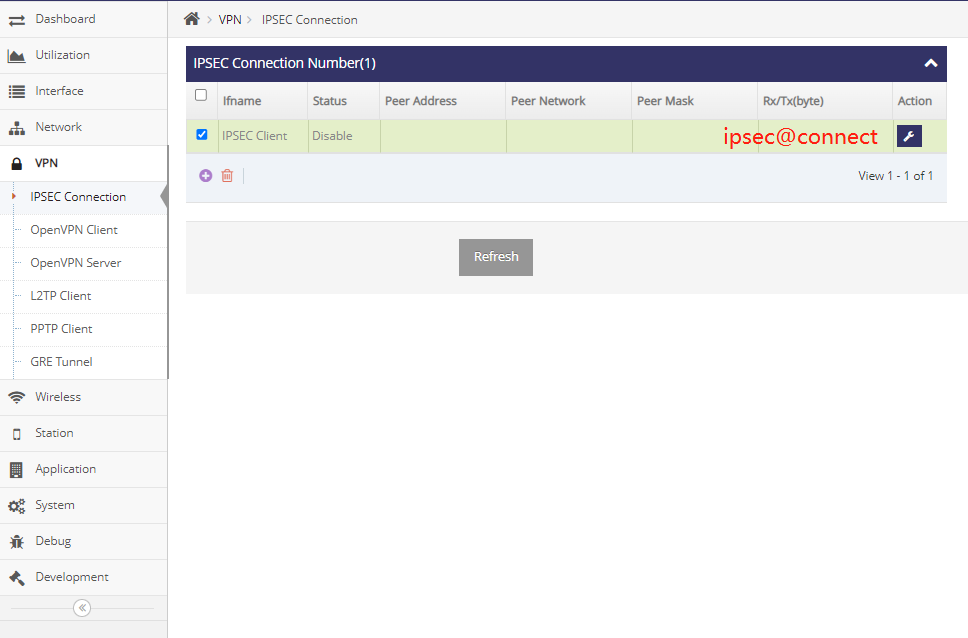 Dashboard
VPN IPSEC Connection
Utilization
IPSEC Connection Number(1)
Interface
Ifname Status Peer Address Peer Network Peer Mask Rx/Tx(byte) Action
Network
IPSEC Client Disable ipsec@connect
VPN
View 1 - 1 of 1
IPSEC Connection
OpenVPN Client
Refresh
OpenVPN Server
L2TP Client
PPTP Client
GRE Tunnel
Wireless
Station
Application
System
Debug
Development